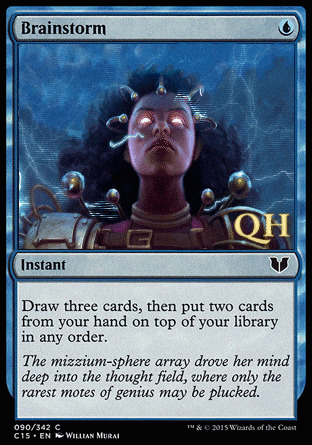 Brainstorm
QH
Instant
Draw three cards, then put two cards
from your hand on top of your library
in any order.
The mizzium-sphere array drove her mind
deep into the thought field, where only the
rarest motes of genius may be plucked.
090/342 C
C15 • EN Willian Murai
™ & © 2015 Wizards of the Coast